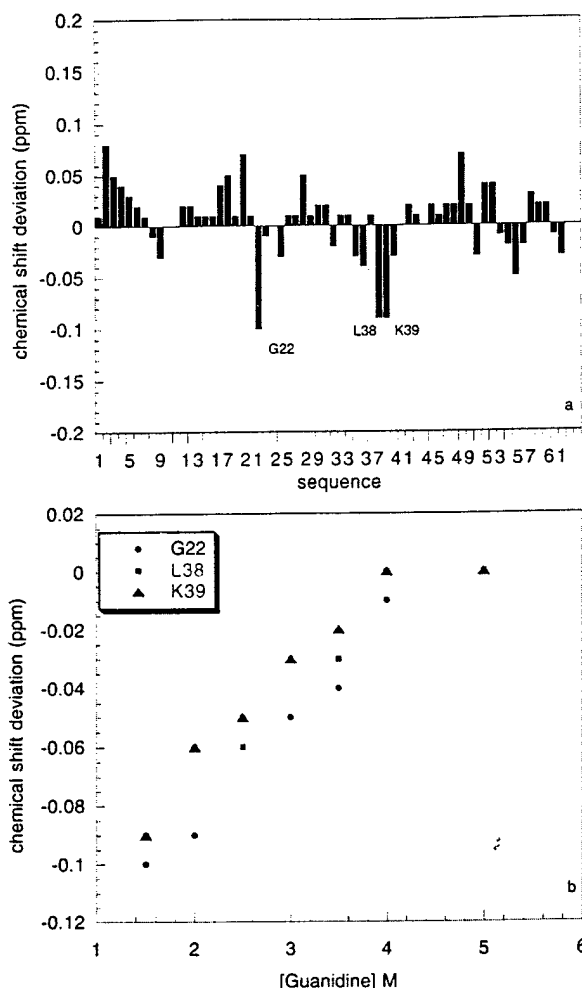 0.2
0.15
0.1
0.05
0
-0.05
-0.1
-0.15
-0.2
chemical shift deviation (ppm)
G22
L38
K39
a
1 5 9 13 17 21 25 29 33 37 41 45 49 53 57 61
sequence
0.02
0
-0.02
-0.04
-0.06
-0.08
-0.1
-0.12
chemical shift deviation (ppm)
G22
L38
K39
b
1 2 3 4 5 6
[Guanidine] M